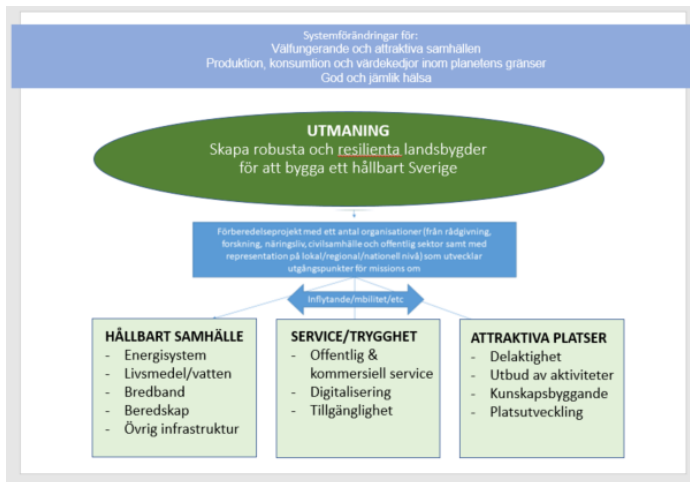 Systemförändringar för:
Välfungerande och attraktiva samhällen
Produktion, konsumtion och värdekedjor inom planetens gränser
God och jämlik hälsa
UTMANING
Skapa robusta och resilienta landsbygder
för att bygga ett hållbart Sverige
Förberedelseprojekt med ett antal organisationer (från rådgivning,
forskning, näringsliv, civilsamhälle och offentlig sektor samt med
representation på lokal/regional/nationell nivå) som utvecklar
utgångspunkter för missions om
Inflytande/mbilitet/etc
HÅLLBART SAMHÄLLE
- Energisystem
- Livsmedel/vatten
- Bredband
- Beredskap
- Övrig infrastruktur
SERVICE/TRYGGHET
- Offentlig &
kommersiell service
- Digitalisering
- Tillgänglighet
ATTRAKTIVA PLATSER
- Delaktighet
- Utbud av aktiviteter
- Kunskapsbyggande
- Platsutveckling